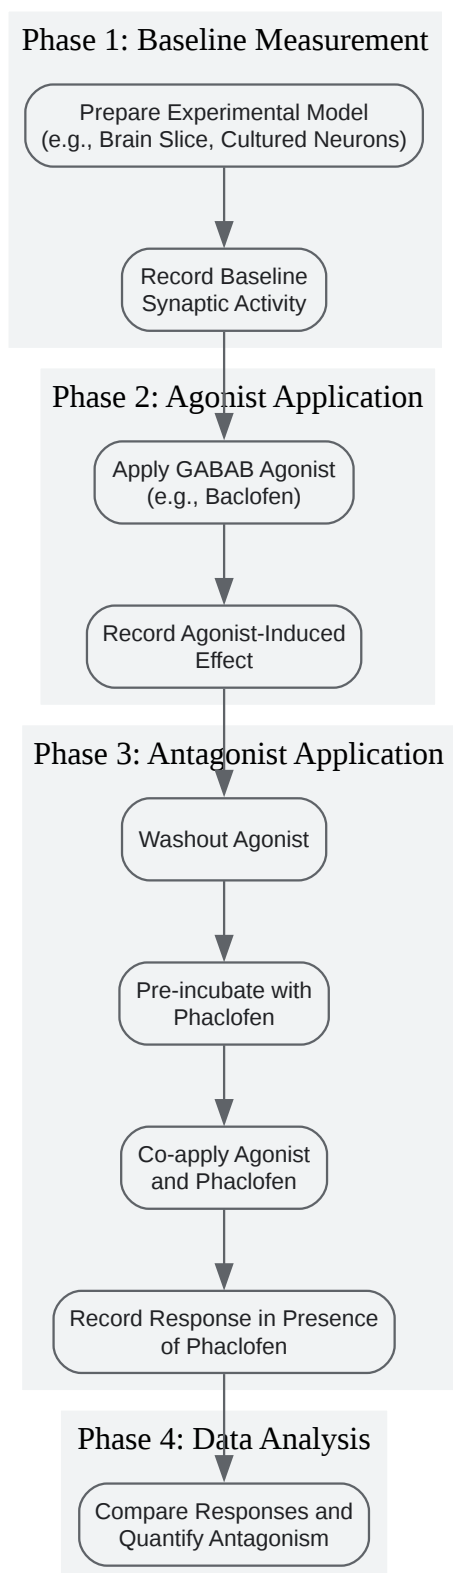 Phase 1: Baseline Measurement
Prepare Experimental Model
(e.g., Brain Slice, Cultured Neurons)
Record Baseline
Synaptic Activity
Phase 2: Agonist Application
Apply GABAB Agonist
(e.g., Baclofen)
Record Agonist-Induced
Effect
Phase 3: Antagonist Application
Washout Agonist
Pre-incubate with
Phaclofen
Co-apply Agonist
and Phaclofen
Record Response in Presence
of Phaclofen
Phase 4: Data Analysis
Compare Responses and
Quantify Antagonism